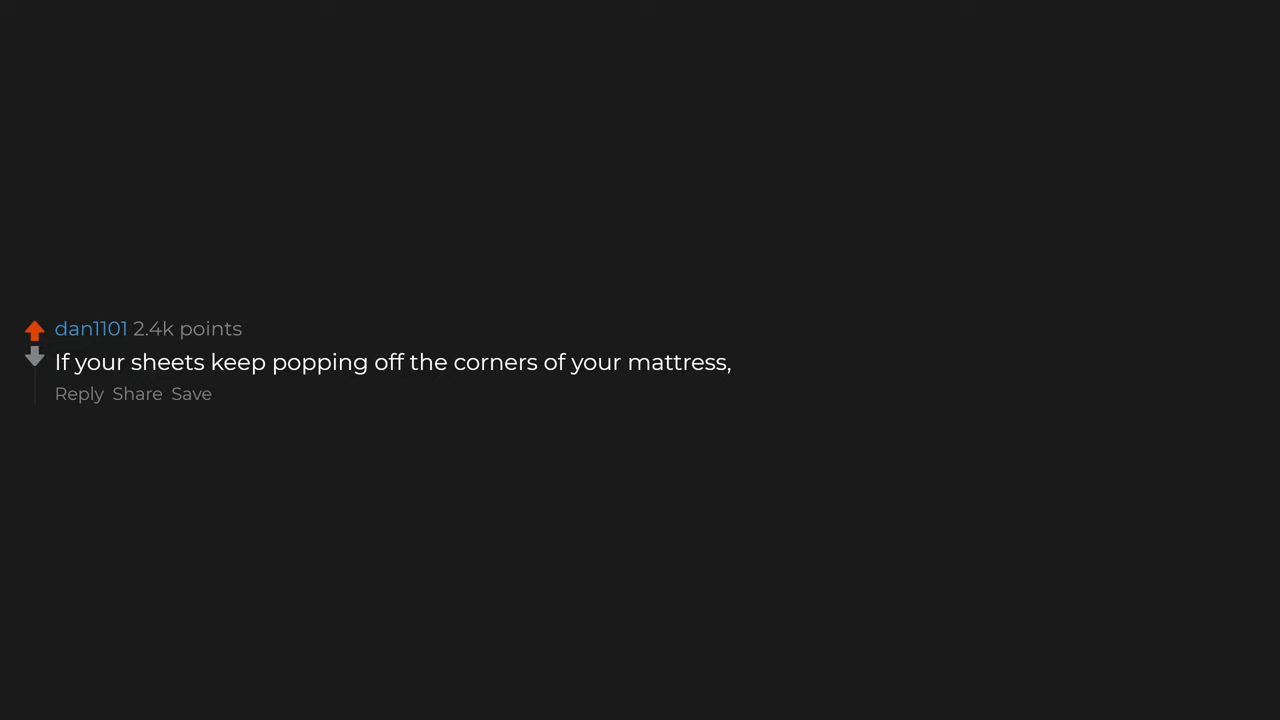 dan1101 2.4k points
If your sheets keep popping off the corners of your mattress,
Reply Share Save